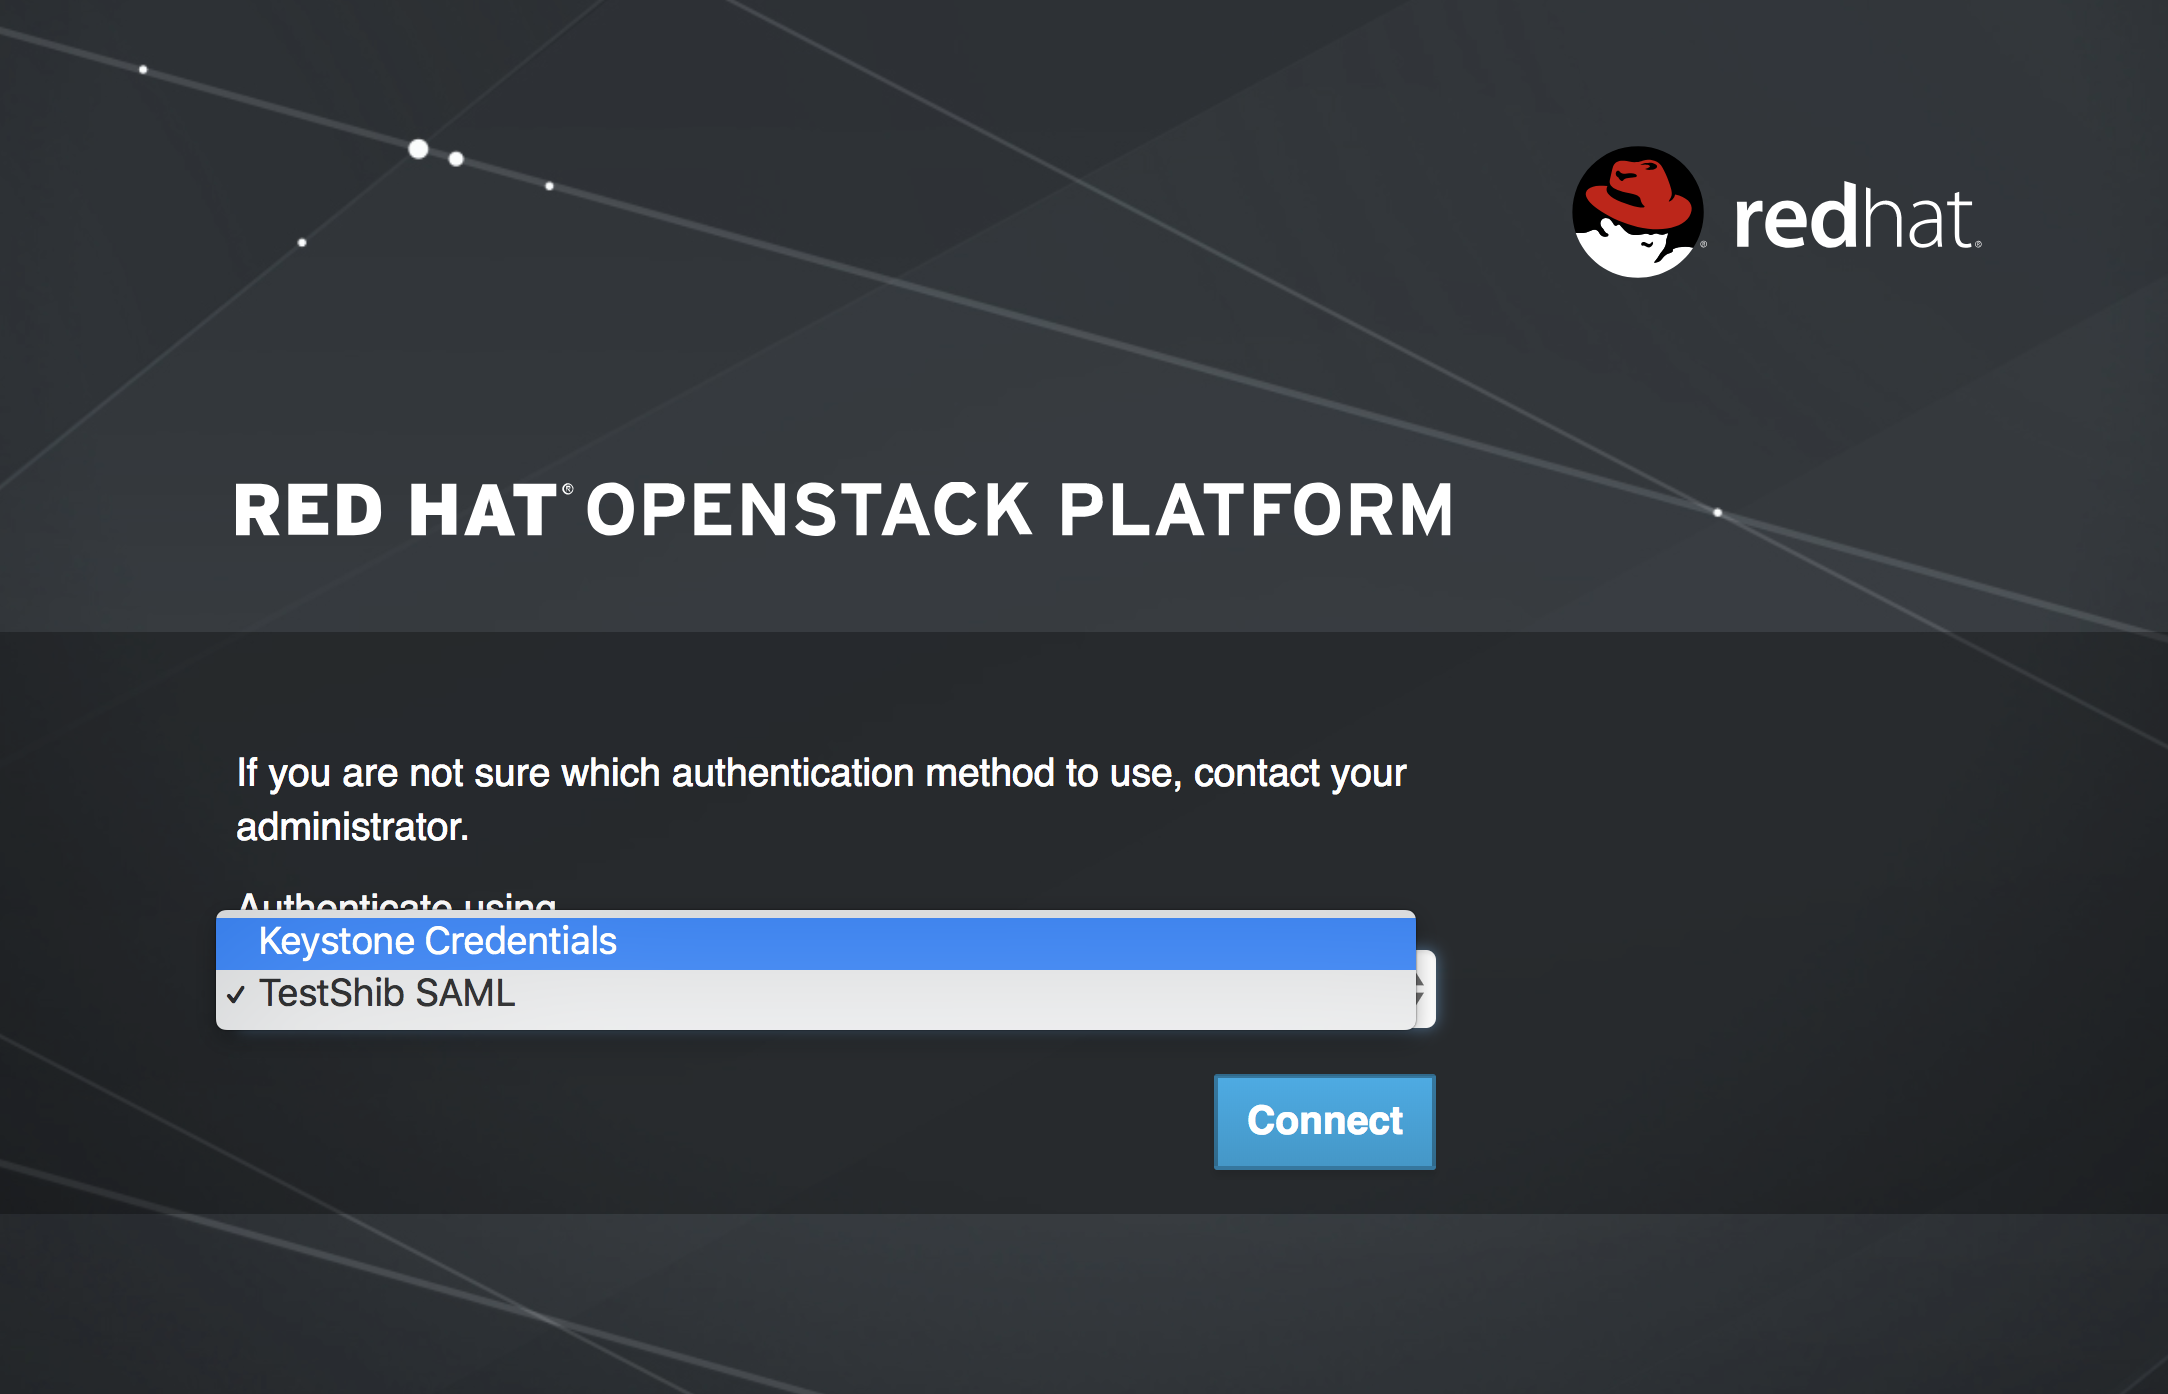 redhat®
RED HAT® OPENSTACK PLATFORM
If you are not sure which authentication method to use, contact your
administrator.
Authenticate using
Keystone Credentials
✓ TestShib SAML
Connect